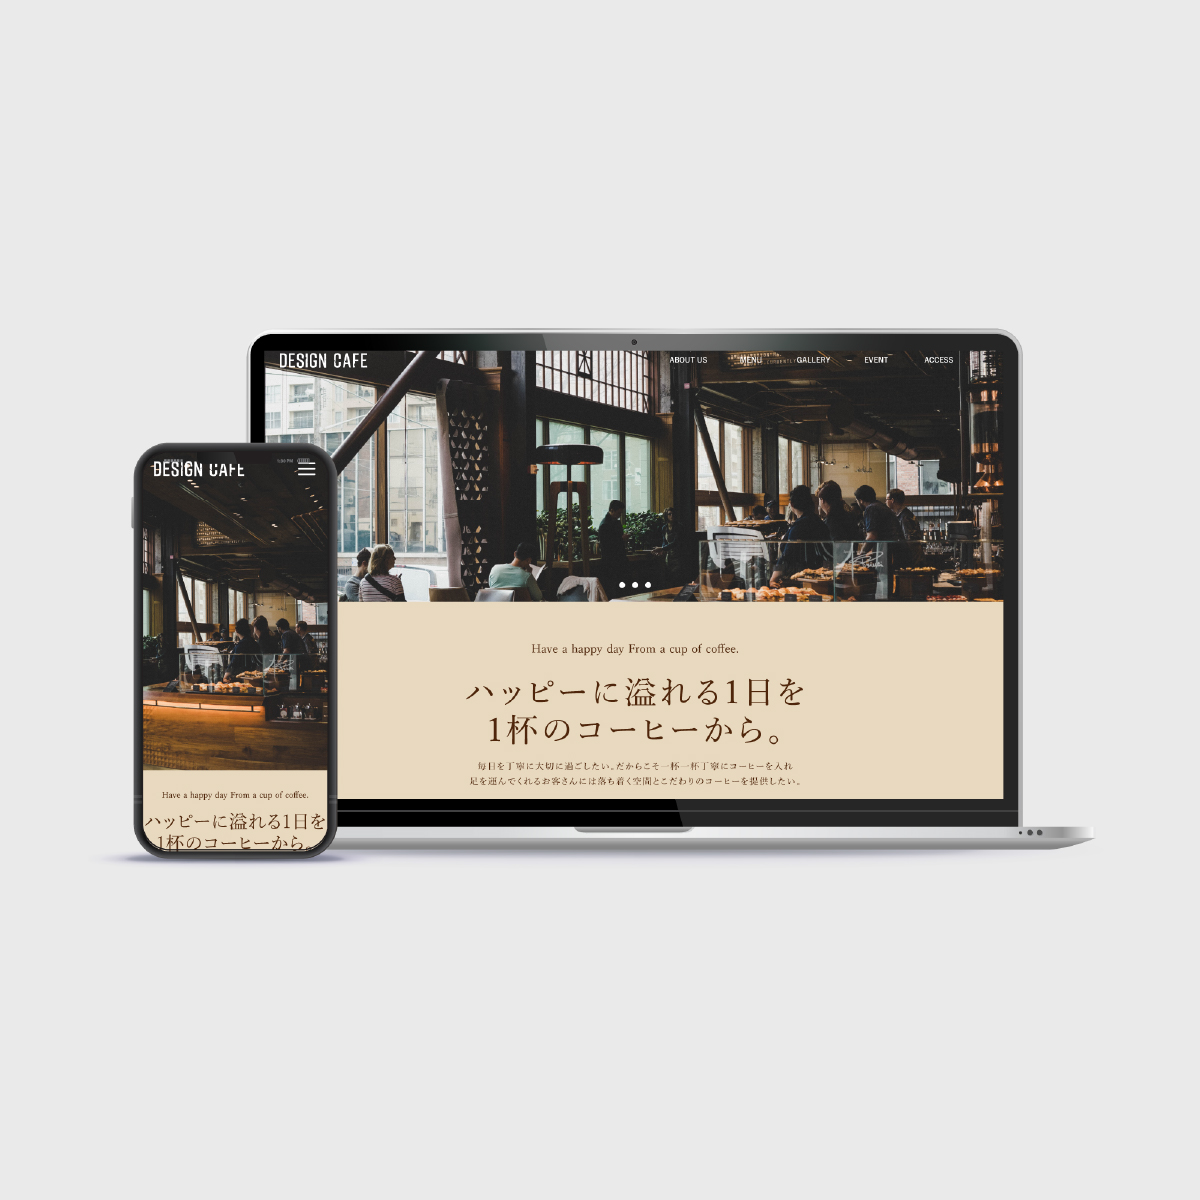 DESIGN CAFE
ABOUT US
MENU
GALLERY
EVENT
ACCESS
Have a happy day From a cup of coffee.
ハッピーに溢れる1日を
1杯のコーヒーから。
毎日を丁寧に大切に過ごしたい。だからこそ一杯一杯丁寧にコーヒーを入れ
足を運んでくれるお客さんには落ち着く空間とこだわりのコーヒーを提供したい。
DESIGN CAFE
Have a happy day From a cup of coffee.
ハッピーに溢れる1日を
1杯のコーヒーから。